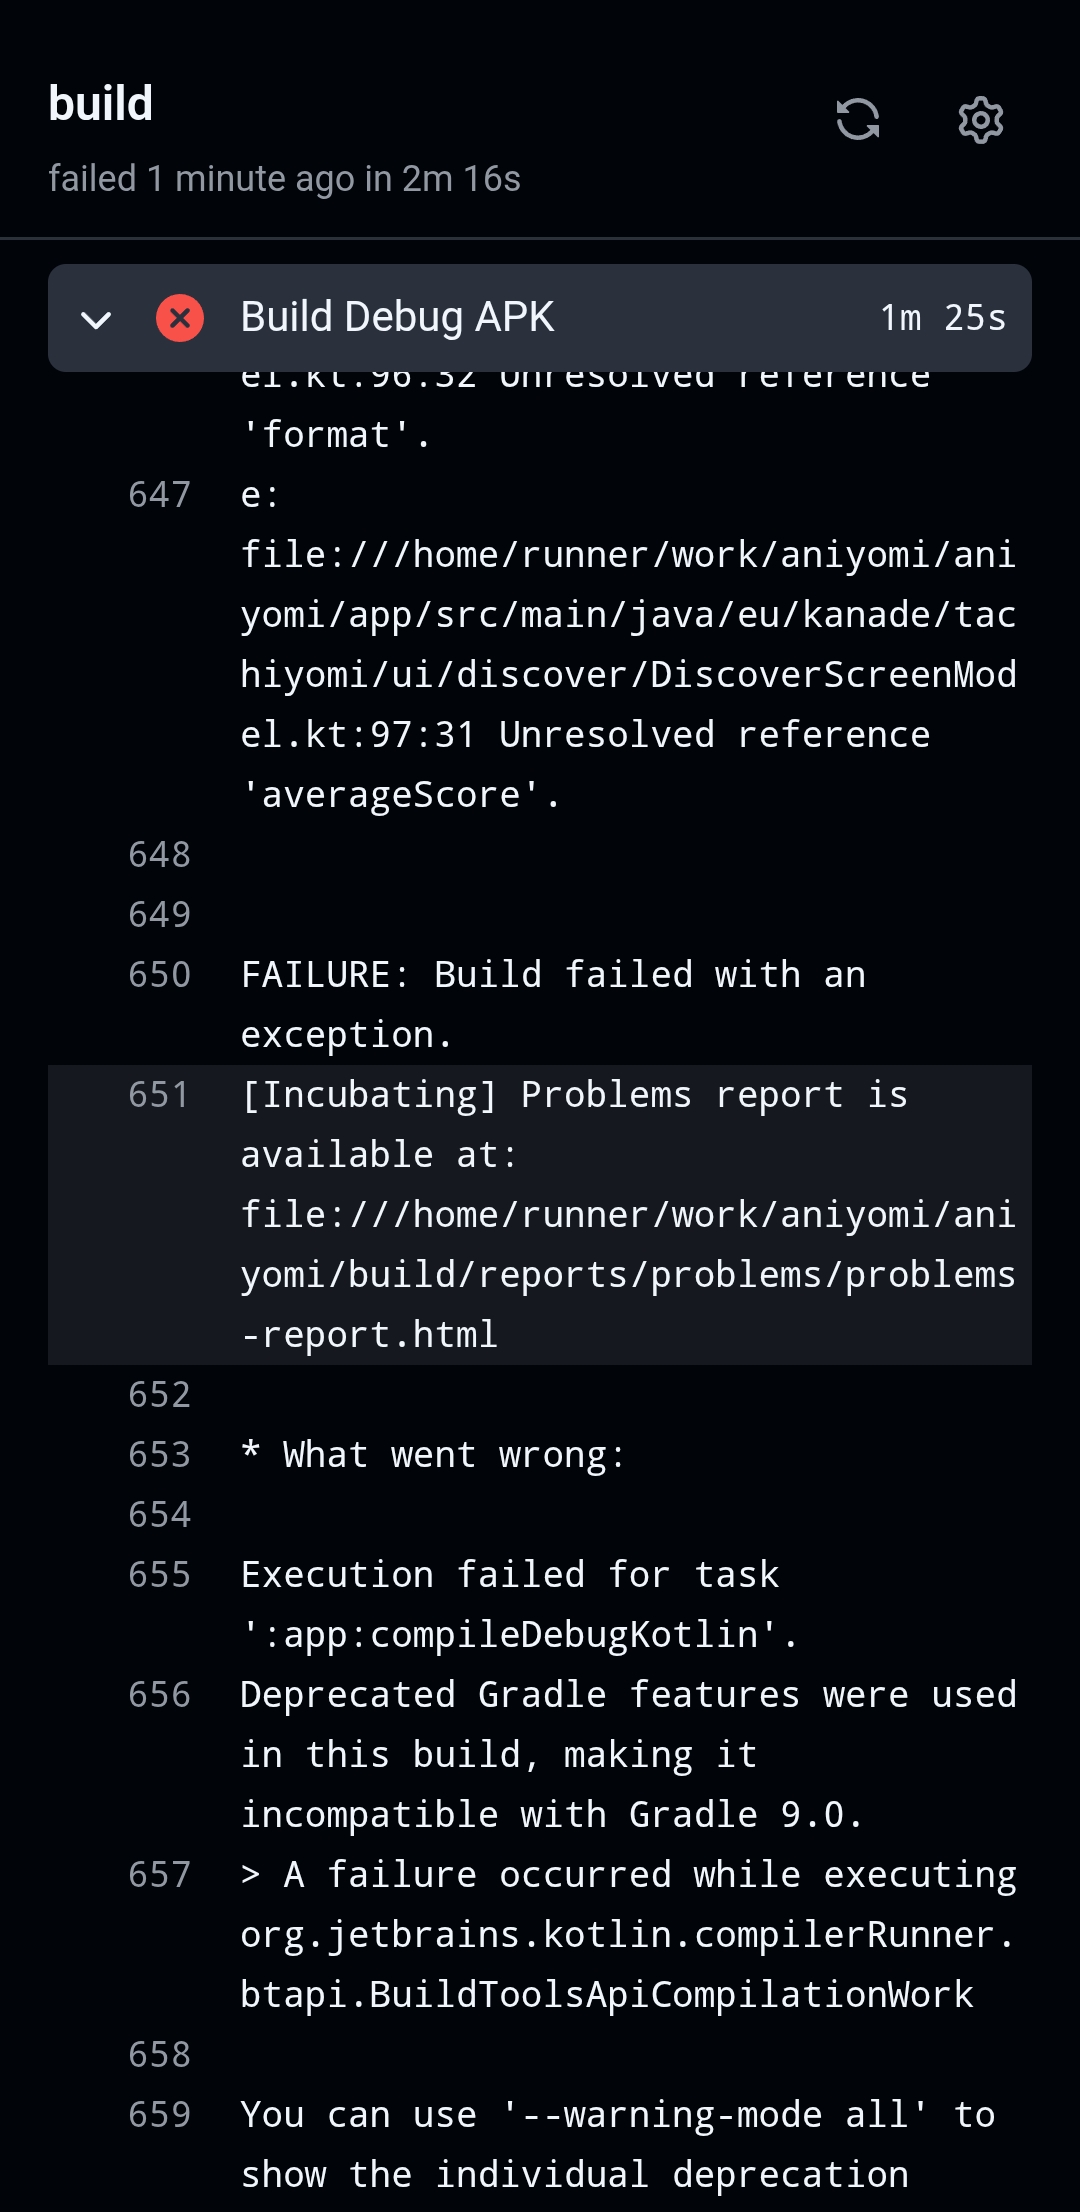 build
failed 1 minute ago in 2m 16s
Build Debug APK 1m 25s
el.kt:96:32 Unresolved reference
'format'.
647 e:
file:///home/runner/work/aniyomi/ani
yomi/app/src/main/java/eu/kanade/tac
hiyomi/ui/discover/DiscoverScreenMod
el.kt:97:31 Unresolved reference
'averageScore'.
648
649
650 FAILURE: Build failed with an
exception.
651 [Incubating] Problems report is
available at:
file:///home/runner/work/aniyomi/ani
yomi/build/reports/problems/problems
-report.html
652
653 * What went wrong:
654
655 Execution failed for task
':app:compileDebugKotlin'.
656 Deprecated Gradle features were used
in this build, making it
incompatible with Gradle 9.0.
657 > A failure occurred while executing
org.jetbrains.kotlin.compilerRunner.
btapi.BuildToolsApiCompilationWork
658
659 You can use '--warning-mode all' to
show the individual deprecation